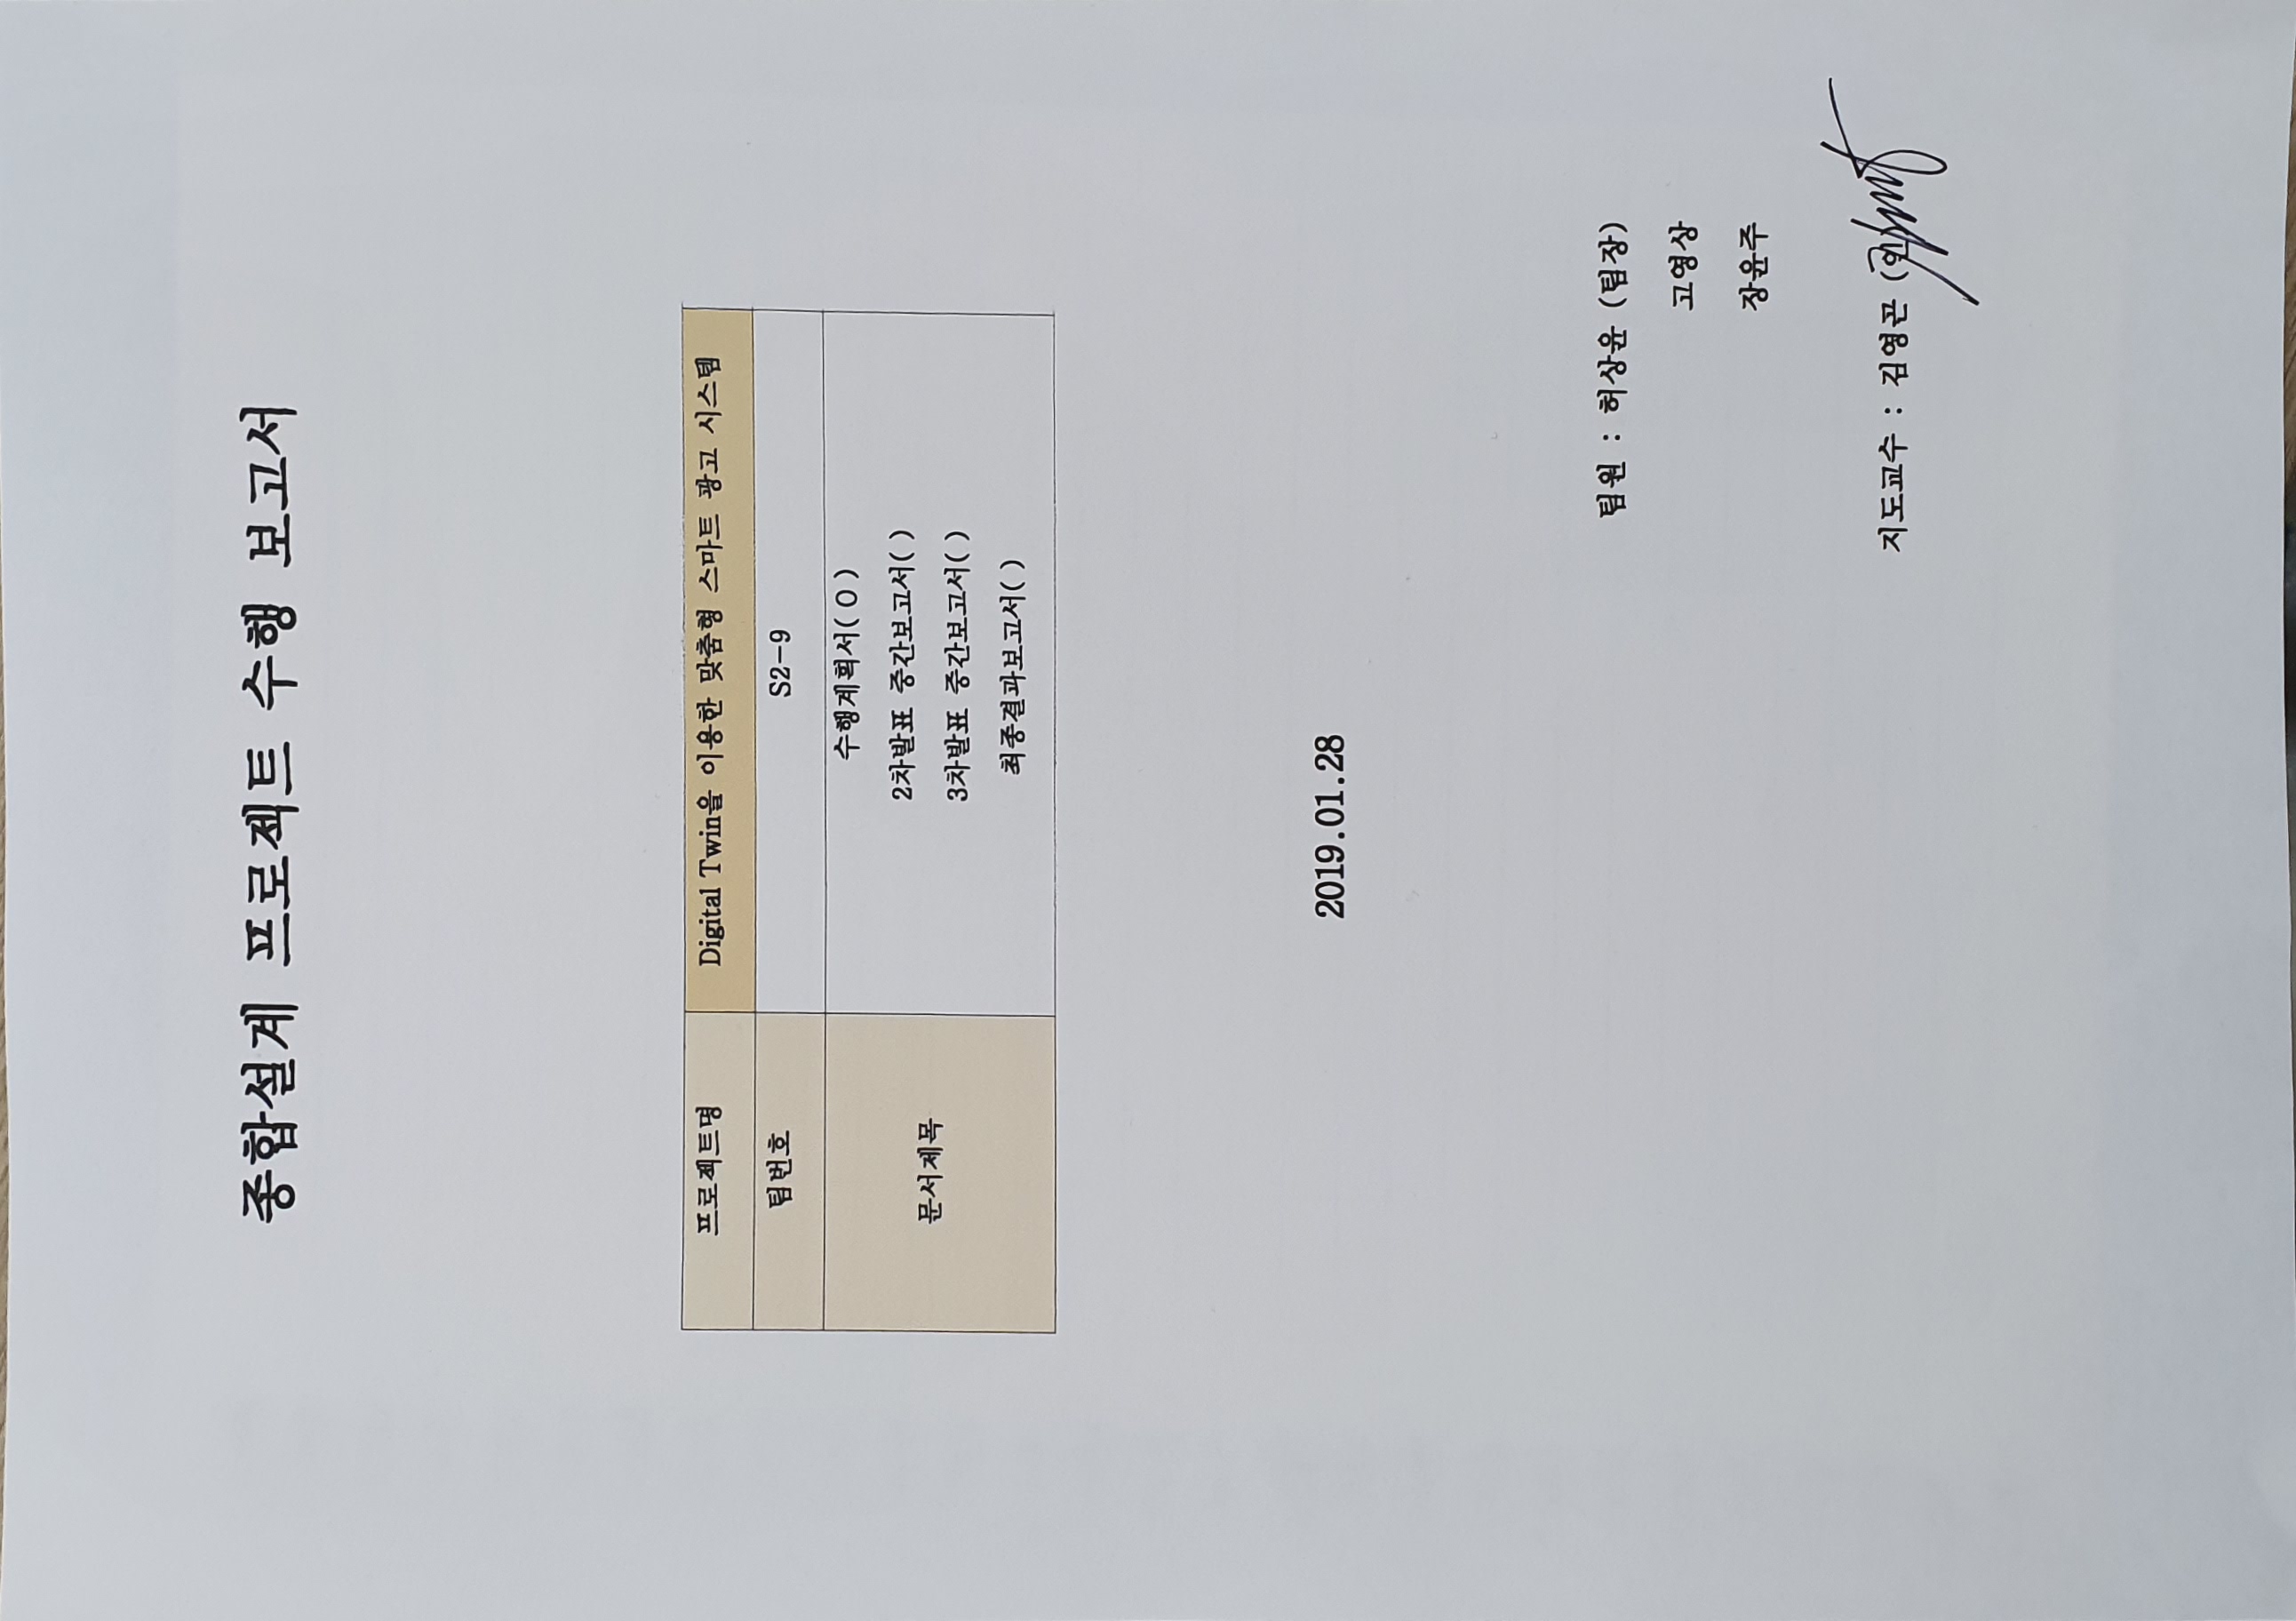 종합설계 프로젝트 수행 보고서
프로젝트명 Digital Twin을 이용한 맞춤형 스마트 광고 시스템
팀번호 S2-9
문서제목
수행계획서( O )
2차발표 중간보고서( )
3차발표 중간보고서( )
최종결과보고서( )
2019.01.28
팀원 : 허상윤 (팀장)
고영상
장윤주
지도교수 : 김영곤 (인)